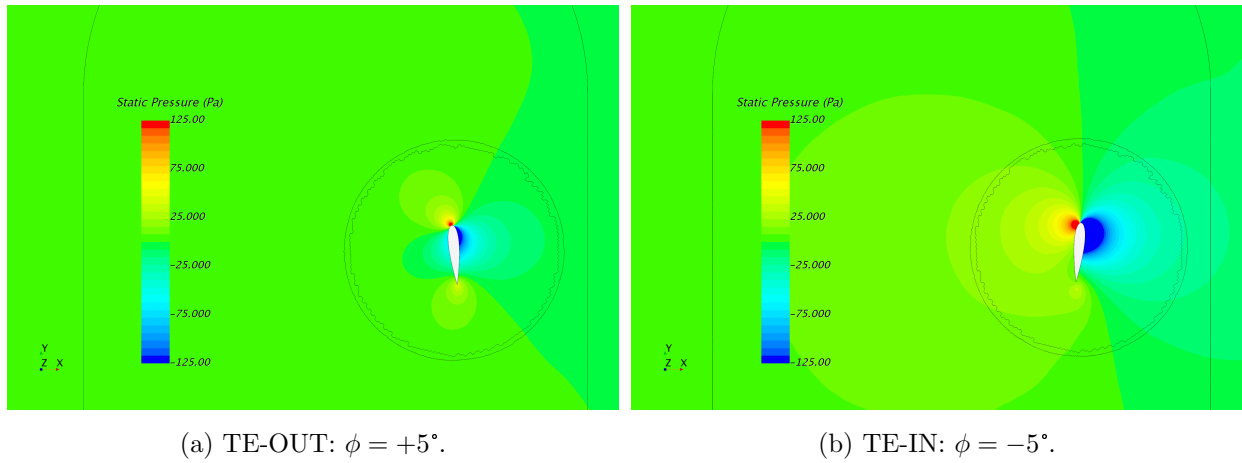 Static Pressure (Pa)
125.00
75.000
25.000
-25.000
-75.000
-125.00
Y
Z X
Static Pressure (Pa)
125.00
75.000
25.000
-25.000
-75.000
-125.00
Y
Z X
(a) TE-OUT: ϕ = +5°.
(b) TE-IN: ϕ = −5°.